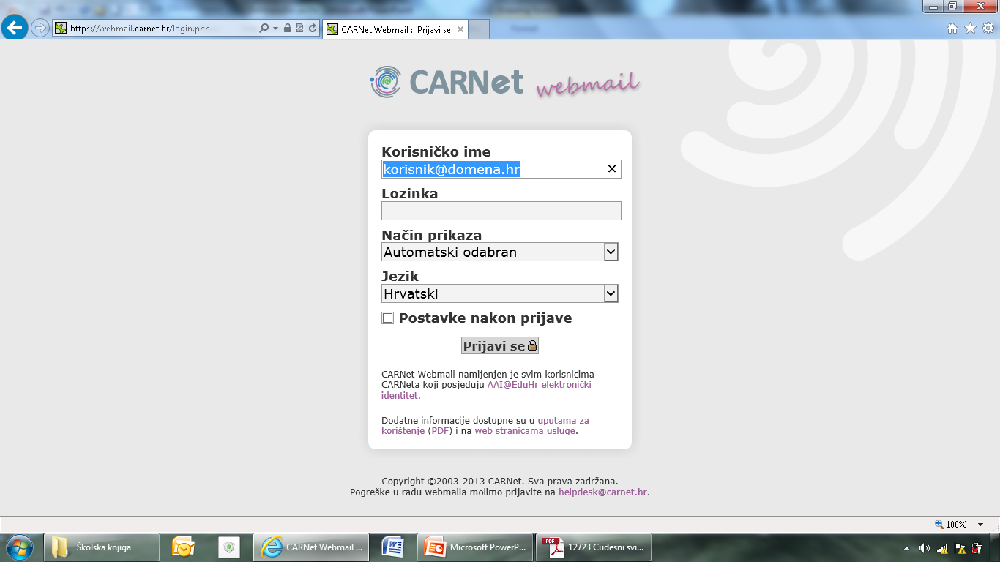 https://webmail.carnet.hr/login.php
CARNet Webmail :: Prijavi se
CARNet webmail
Korisničko ime
korisnik@domena.hr
Lozinka
Način prikaza
Automatski odabran
Jezik
Hrvatski
Postavke nakon prijave
Prijavi se
CARNet Webmail namijenjen je svim korisnicima
CARNeta koji posjeduju AAI@EduHr elektronički
identitet.
Dodatne informacije dostupne su u uputama za
korištenje (PDF) i na web stranicama usluge.
Copyright ©2003-2013 CARNet. Sva prava zadržana.
Pogreške u radu webmaila molimo prijavite na helpdesk@carnet.hr.
100%
Školska knjiga
CARNet Webmail ...
Microsoft PowerP...
PDF
12723 Cudesni svi...